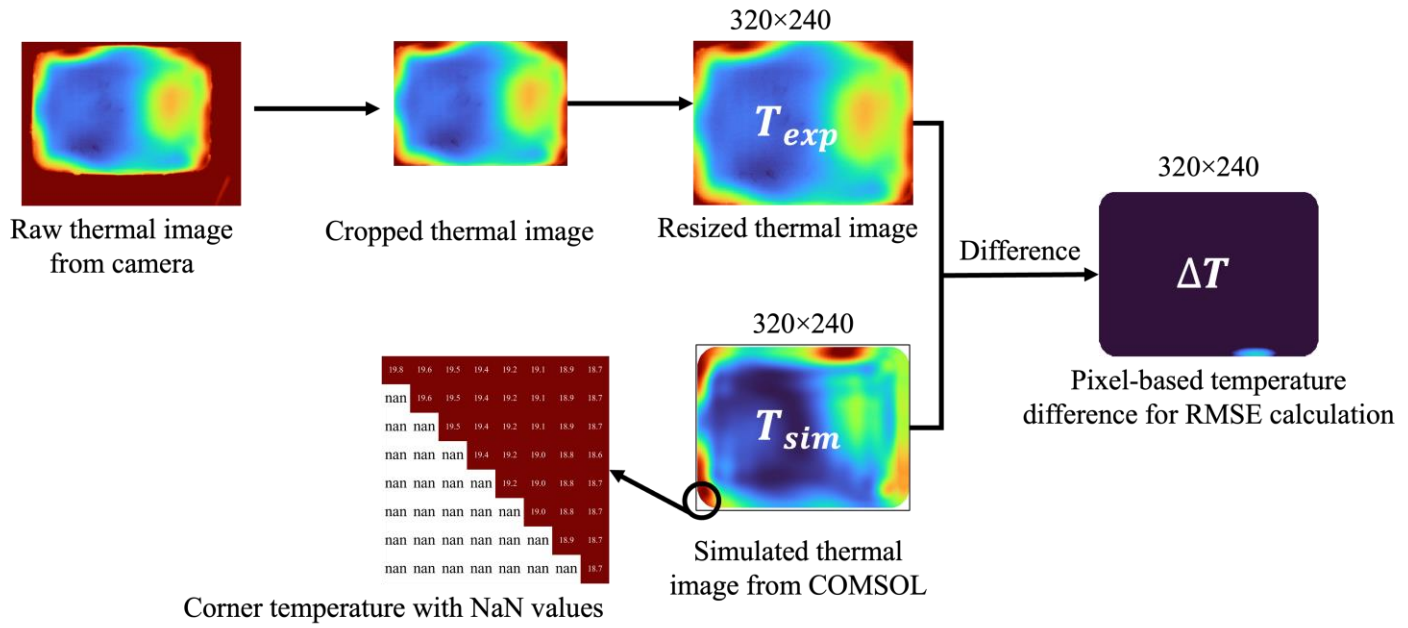 320×240
Raw thermal image
from camera
Cropped thermal image
T_exp
Resized thermal image
Difference
320×240
ΔT
Pixel-based temperature
difference for RMSE calculation
320×240
T_sim
Simulated thermal
image from COMSOL
19.8 19.6 19.5 19.4 19.2 19.1 18.9 18.7
nan 19.6 19.5 19.4 19.2 19.1 18.9 18.7
nan nan 19.5 19.4 19.2 19.1 18.9 18.7
nan nan nan 19.4 19.2 19.0 18.8 18.6
nan nan nan nan 19.2 19.0 18.8 18.7
nan nan nan nan nan 19.0 18.8 18.7
nan nan nan nan nan nan 18.9 18.7
nan nan nan nan nan nan nan 18.7
Corner temperature with NaN values